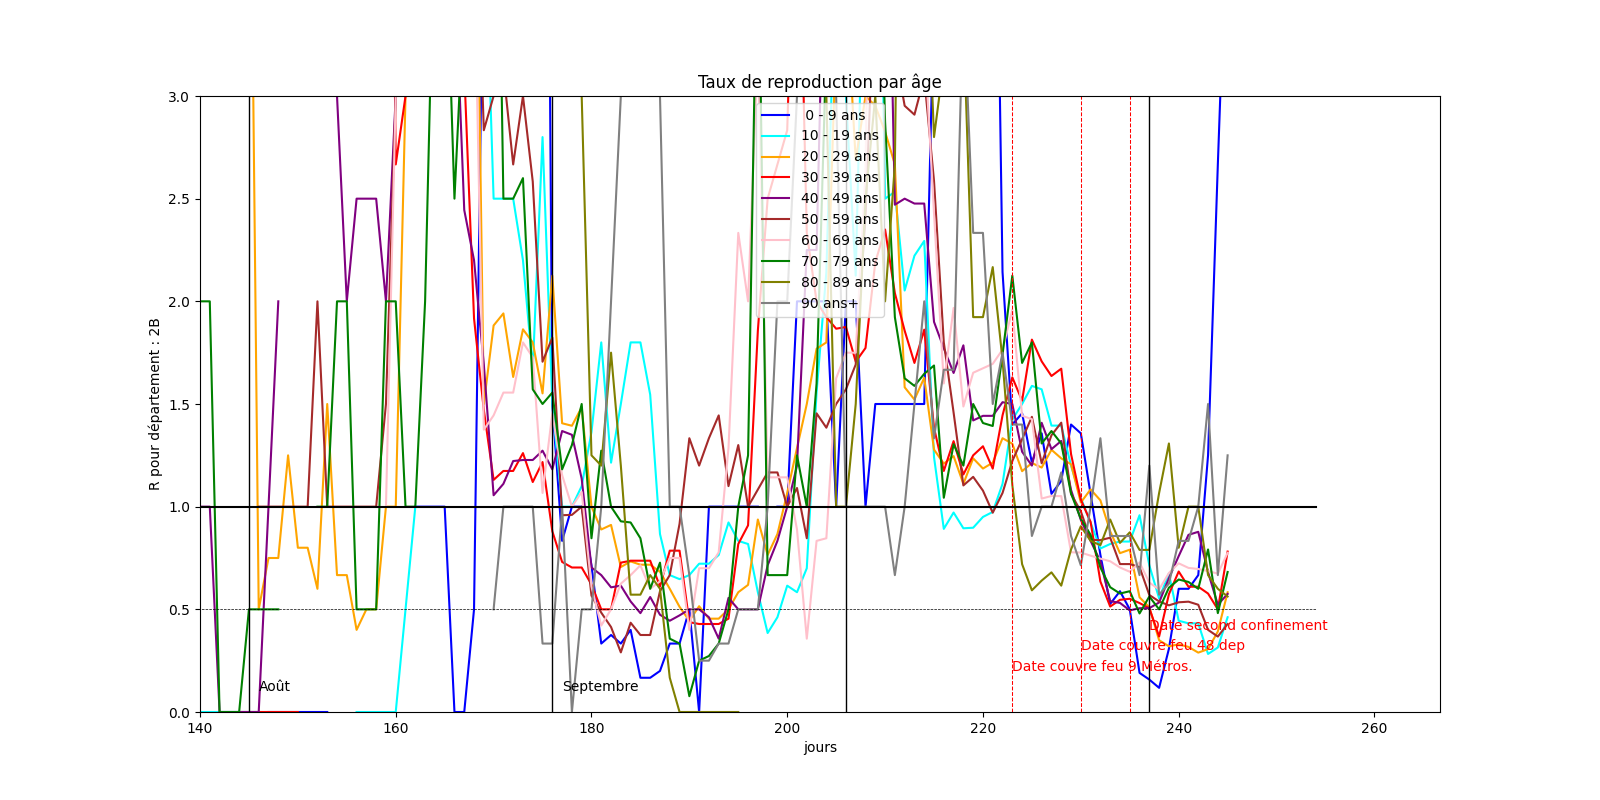 Taux de reproduction par âge
R pour département : 2B
3.0
2.5
2.0
1.5
1.0
0.5
0.0
0 - 9 ans
10 - 19 ans
20 - 29 ans
30 - 39 ans
40 - 49 ans
50 - 59 ans
60 - 69 ans
70 - 79 ans
80 - 89 ans
90 ans+
Date second confinement
Date couvre feu 48 dep
Date couvre feu 9 Métros.
Août
Septembre
140 160 180 200 220 240 260
jours